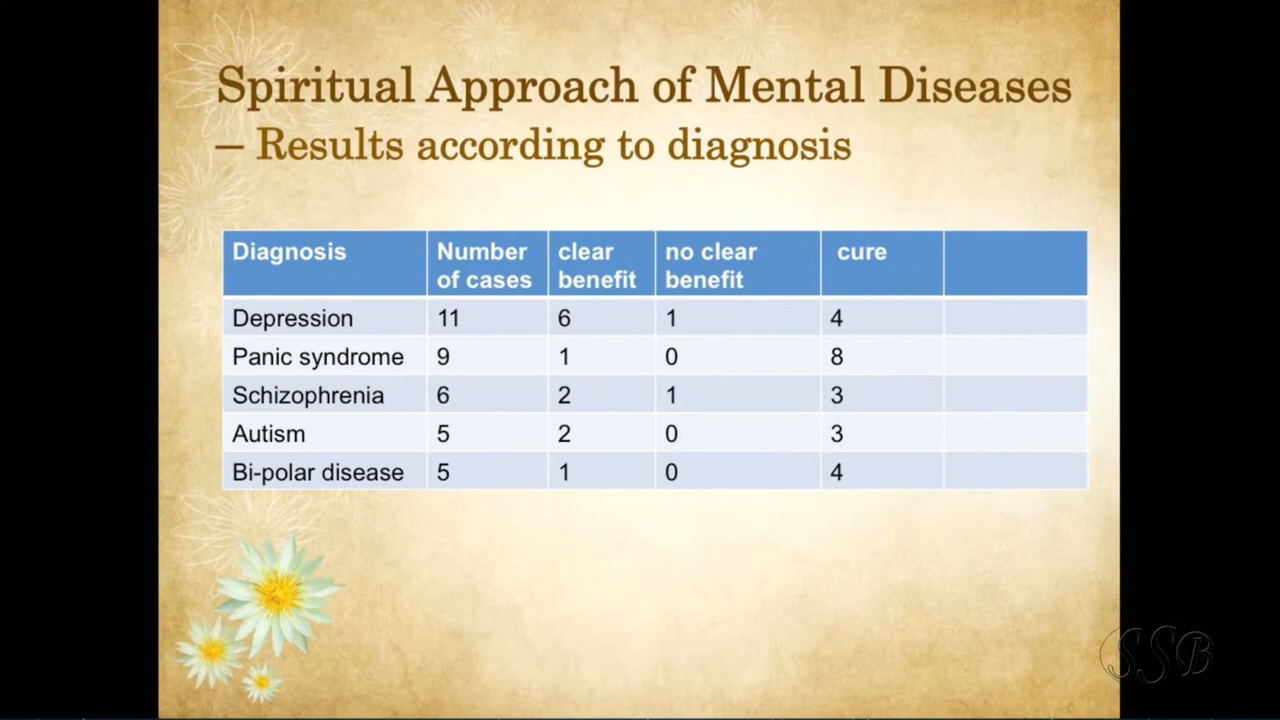 Spiritual Approach of Mental Diseases
– Results according to diagnosis
Diagnosis Number of cases clear benefit no clear benefit cure
Depression 11 6 1 4
Panic syndrome 9 1 0 8
Schizophrenia 6 2 1 3
Autism 5 2 0 3
Bi-polar disease 5 1 0 4
SSB